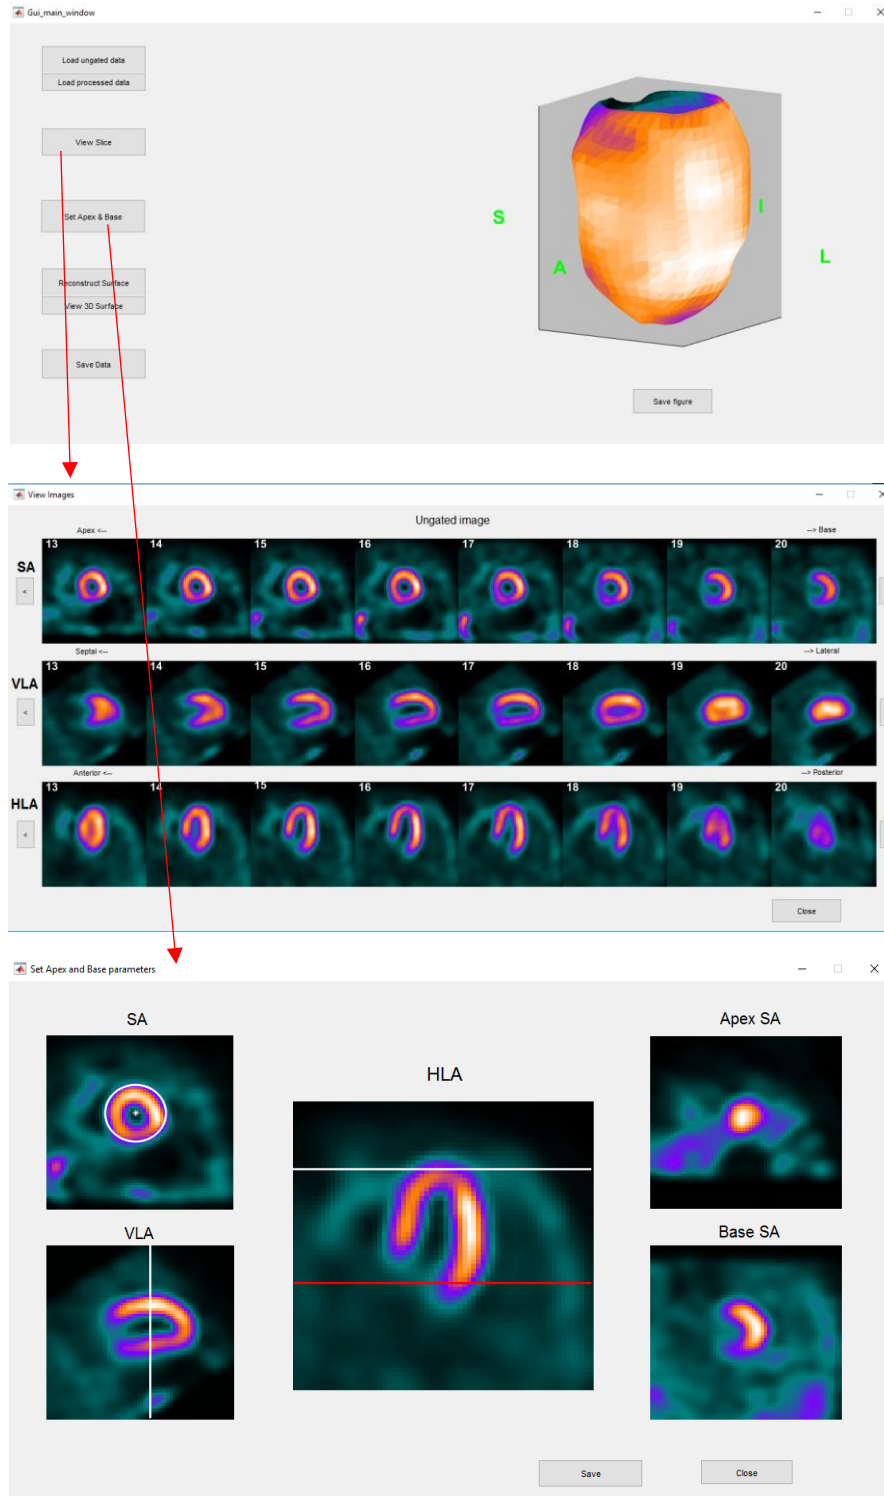 Gui_main_window
Load ungated data
Load processed data
View Slice
Set Apex & Base
Reconstruct Surface
View 3D Surface
Save Data
S
A
I
L
Save figure
View Images
Ungated image
Apex <--
--> Base
SA
13 14 15 16 17 18 19 20
<
Septal <--
--> Lateral
VLA
13 14 15 16 17 18 19 20
<
Anterior <--
--> Posterior
HLA
13 14 15 16 17 18 19 20
<
Close
Set Apex and Base parameters
SA
HLA
Apex SA
VLA
Base SA
Save
Close